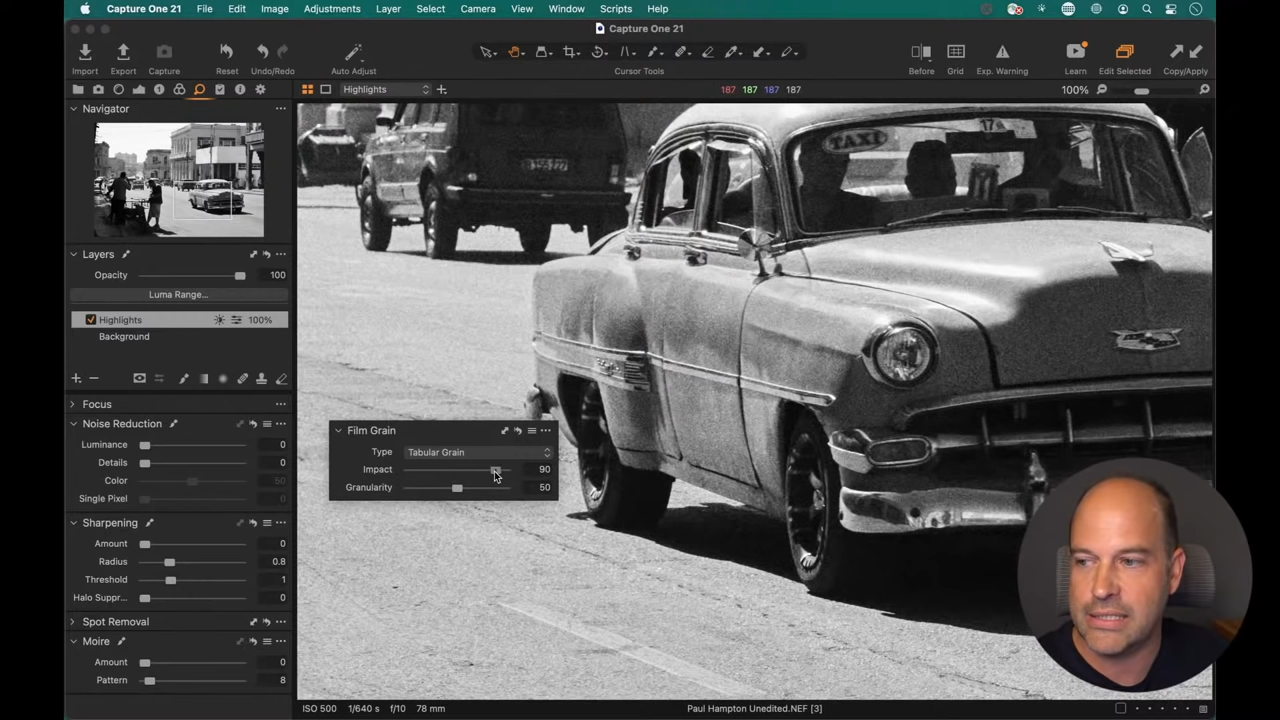 Capture One 21 File Edit Image Adjustments Layer Select Camera View Window Scripts Help
Capture One 21
Import Export Capture Reset Undo/Redo Auto Adjust Cursor Tools Before Grid Exp. Warning Learn Edit Selected Copy/Apply
Highlights 187 187 187 187 100%
Navigator
Layers
Opacity 100
Luma Range...
Highlights 100%
Background
Focus
Noise Reduction
Luminance 0
Details 0
Color 50
Single Pixel 0
Sharpening
Amount 0
Radius 0.8
Threshold 1
Halo Suppr... 0
Spot Removal
Moire
Amount 0
Pattern 8
TAXI
17
Film Grain
Type Tabular Grain
Impact 90
Granularity 50
ISO 500 1/640 s f/10 78 mm Paul Hampton Unedited.NEF [3]